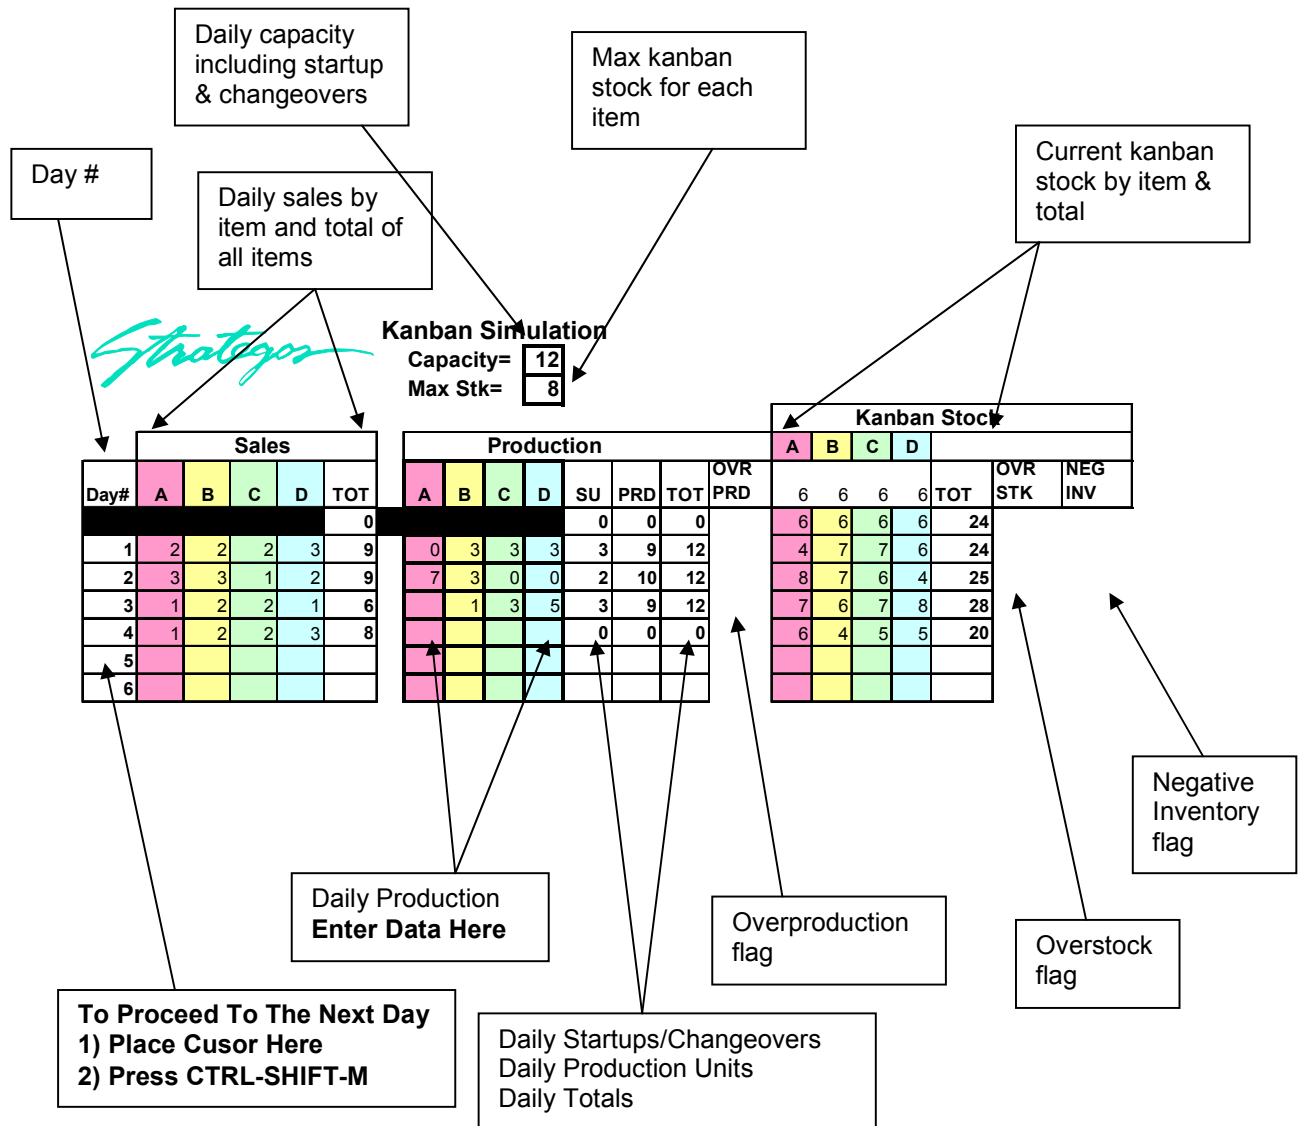 Daily capacity
including startup
& changeovers
Max kanban
stock for each
item
Current kanban
stock by item &
total
Day #
Daily sales by
item and total of
all items
Strategos
Kanban Simulation
Capacity= 12
Max Stk= 8
Kanban Stock
Sales Production A B C D
Day# A B C D TOT A B C D SU PRD TOT OVR PRD 6 6 6 6 TOT OVR STK NEG INV
0 0 0 0 6 6 6 6 24
1 2 2 2 3 9 0 3 3 3 3 9 12 4 7 7 6 24
2 3 3 1 2 9 7 3 0 0 2 10 12 8 7 6 4 25
3 1 2 2 1 6 1 3 5 3 9 12 7 6 7 8 28
4 1 2 2 3 8 0 0 0 6 4 5 5 20
5
6
Negative
Inventory
flag
Daily Production
Enter Data Here
Overproduction
flag
Overstock
flag
To Proceed To The Next Day
1) Place Cusor Here
2) Press CTRL-SHIFT-M
Daily Startups/Changeovers
Daily Production Units
Daily Totals